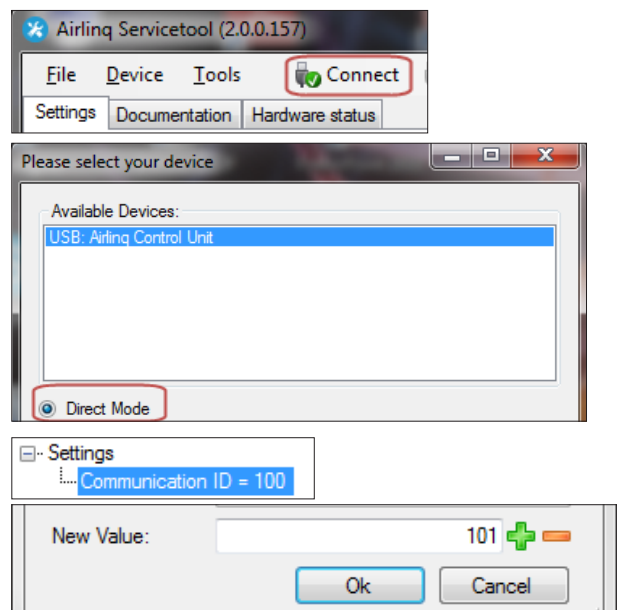 Airlinq Servicetool (2.0.0.157)
File Device Tools Connect
Settings Documentation Hardware status
Please select your device
Available Devices:
USB: Airlinq Control Unit
Direct Mode
Settings
Communication ID = 100
New Value: 101
Ok Cancel